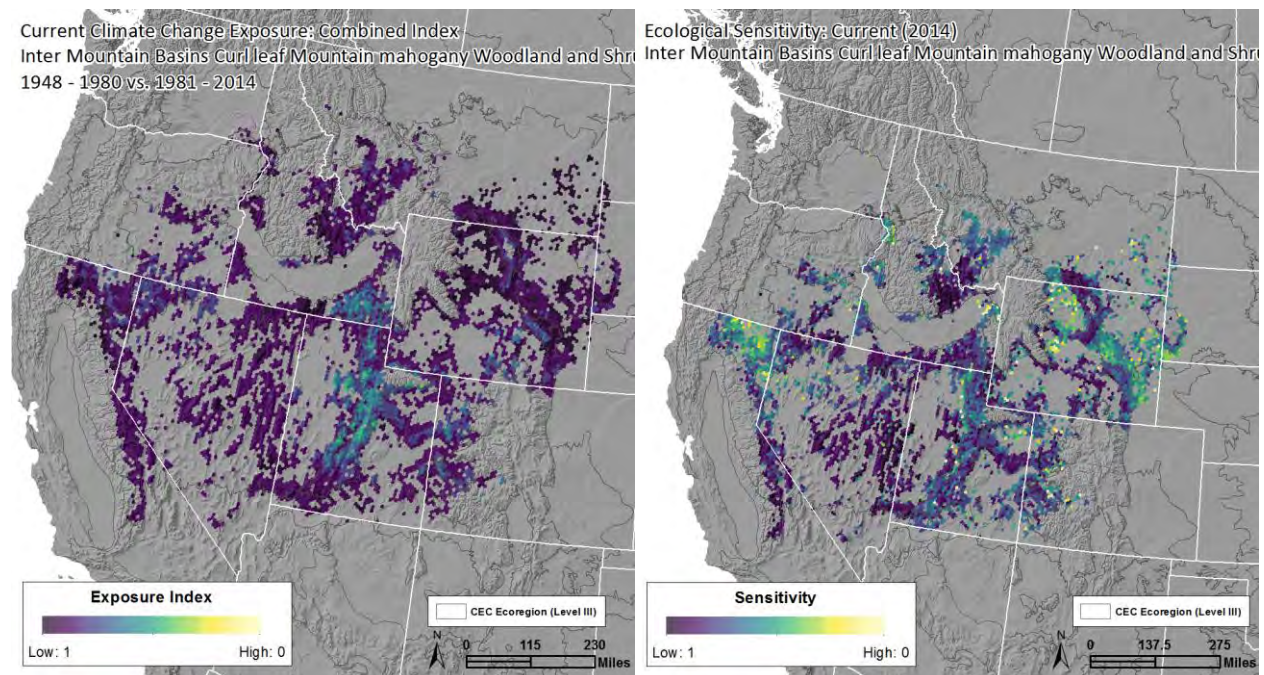 Current Climate Change Exposure: Combined Index
Inter Mountain Basins Curl leaf Mountain mahogany Woodland and Shru
1948 - 1980 vs. 1981 - 2014
Exposure Index
Low: 1
High: 0
CEC Ecoregion (Level III)
N
0
115
230
Miles
Ecological Sensitivity: Current (2014)
Inter Mountain Basins Curl leaf Mountain mahogany Woodland and Shru
Sensitivity
Low: 1
High: 0
CEC Ecoregion (Level III)
N
0
137.5
275
Miles